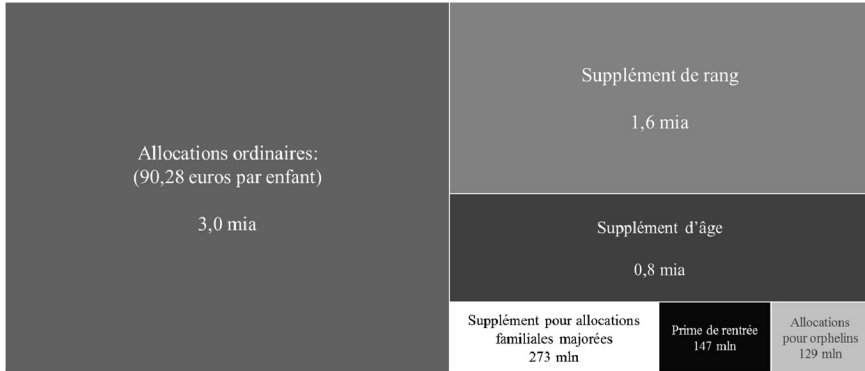 Allocations ordinaires:
(90,28 euros par enfant)
3,0 mia
Supplément de rang
1,6 mia
Supplément d'âge
0,8 mia
Supplément pour allocations
familiales majorées
273 mln
Prime de rentrée
147 mln
Allocations
pour orphelins
129 mln